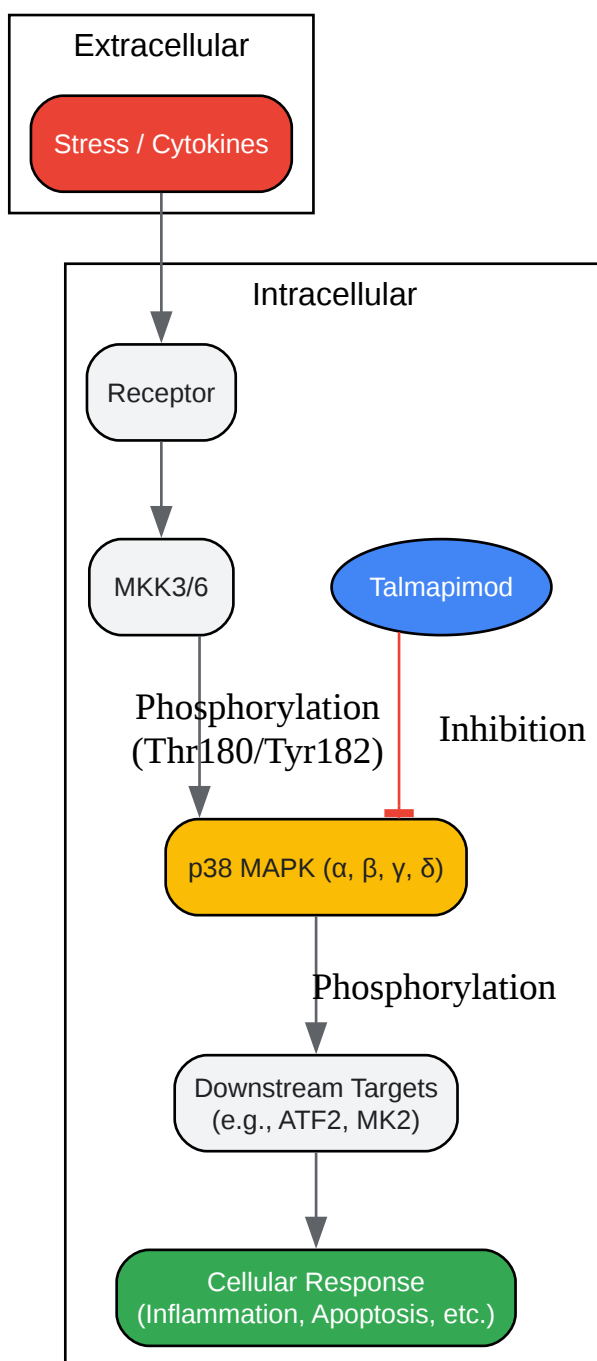 Extracellular
Stress / Cytokines
Intracellular
Receptor
MKK3/6
Talmapimod
Phosphorylation
(Thr180/Tyr182)
Inhibition
p38 MAPK (α, β, γ, δ)
Phosphorylation
Downstream Targets
(e.g., ATF2, MK2)
Cellular Response
(Inflammation, Apoptosis, etc.)